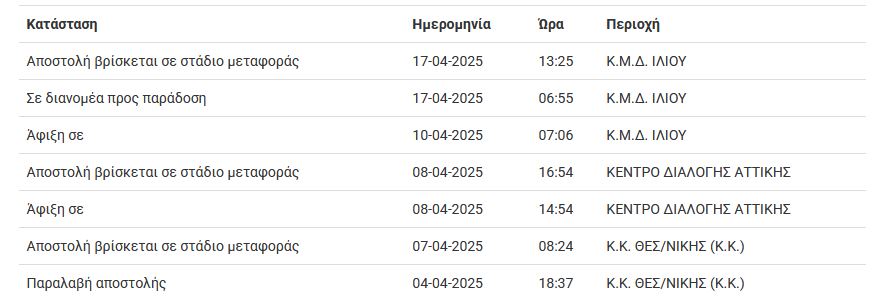 Κατάσταση Ημερομηνία Ώρα Περιοχή
Αποστολή βρίσκεται σε στάδιο μεταφοράς 17-04-2025 13:25 Κ.Μ.Δ. ΙΛΙΟΥ
Σε διανομέα προς παράδοση 17-04-2025 06:55 Κ.Μ.Δ. ΙΛΙΟΥ
Άφιξη σε 10-04-2025 07:06 Κ.Μ.Δ. ΙΛΙΟΥ
Αποστολή βρίσκεται σε στάδιο μεταφοράς 08-04-2025 16:54 ΚΕΝΤΡΟ ΔΙΑΛΟΓΗΣ ΑΤΤΙΚΗΣ
Άφιξη σε 08-04-2025 14:54 ΚΕΝΤΡΟ ΔΙΑΛΟΓΗΣ ΑΤΤΙΚΗΣ
Αποστολή βρίσκεται σε στάδιο μεταφοράς 07-04-2025 08:24 Κ.Κ. ΘΕΣ/ΝΙΚΗΣ (Κ.Κ.)
Παραλαβή αποστολής 04-04-2025 18:37 Κ.Κ. ΘΕΣ/ΝΙΚΗΣ (Κ.Κ.)